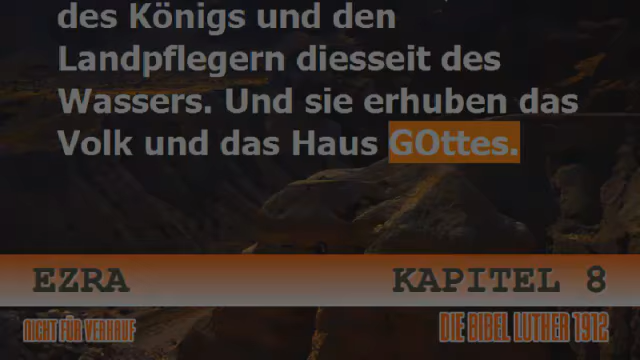 des Königs und den
Landpflegern diesseit des
Wassers. Und sie erhuben das
Volk und das Haus GOttes.
EZRA KAPITEL 8
NICHT FÜR VERKAUF DIE BIBEL LUTHER 1912